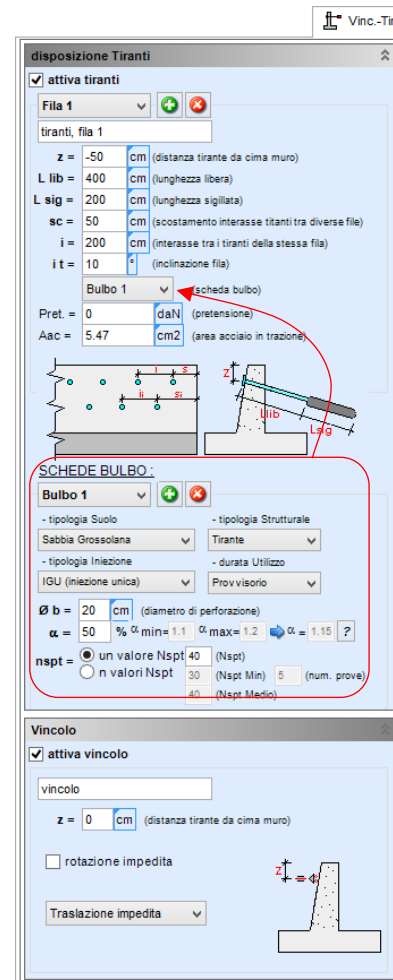 Vinc.-Tir
disposizione Tiranti
attiva tiranti
Fila 1
tiranti, fila 1
z = -50 cm (distanza tirante da cima muro)
L lib = 400 cm (lunghezza libera)
L sig = 200 cm (lunghezza sigillata)
sc = 50 cm (scostamento interasse titanti tra diverse file)
i = 200 cm (interasse tra i tiranti della stessa fila)
i t = 10 ° (inclinazione fila)
Bulbo 1 (scheda bulbo)
Pret. = 0 daN (pretensione)
Aac = 5.47 cm2 (area acciaio in trazione)
i s
li si
z
Llib
Lsig
SCHEDE BULBO :
Bulbo 1
- tipologia Suolo - tipologia Strutturale
Sabbia Grossolana Tirante
- tipologia Iniezione - durata Utilizzo
IGU (iniezione unica) Provvisorio
Ø b = 20 cm (diametro di perforazione)
α = 50 % α min= 1.1 α max= 1.2 α = 1.15 ?
nspt = un valore Nspt 40 (Nspt)
n valori Nspt 30 (Nspt Min) 5 (num. prove)
40 (Nspt Medio)
Vincolo
attiva vincolo
vincolo
z = 0 cm (distanza tirante da cima muro)
rotazione impedita
z
Traslazione impedita